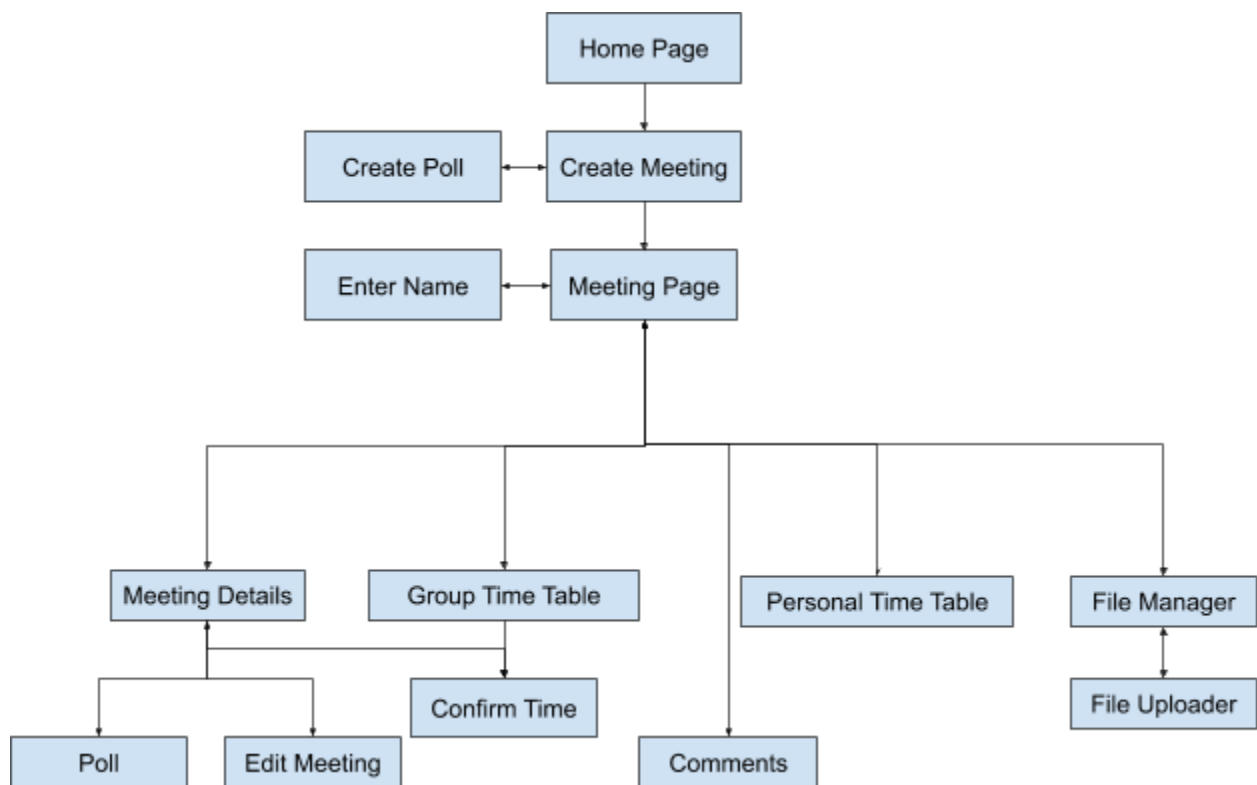 Home Page
Create Poll
Create Meeting
Enter Name
Meeting Page
Meeting Details
Group Time Table
Personal Time Table
File Manager
Confirm Time
File Uploader
Poll
Edit Meeting
Comments